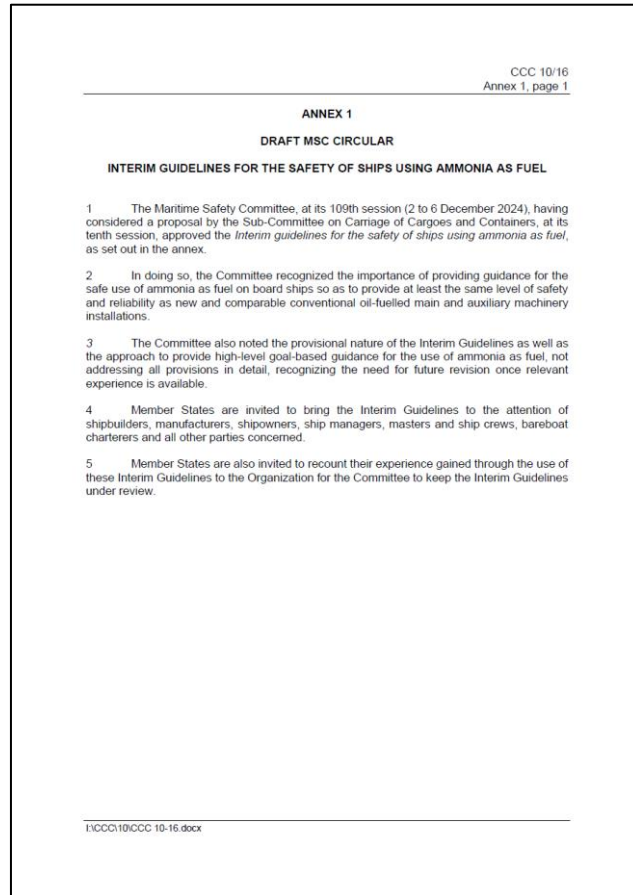 CCC 10/16
Annex 1, page 1
ANNEX 1
DRAFT MSC CIRCULAR
INTERIM GUIDELINES FOR THE SAFETY OF SHIPS USING AMMONIA AS FUEL
1 The Maritime Safety Committee, at its 109th session (2 to 6 December 2024), having
considered a proposal by the Sub-Committee on Carriage of Cargoes and Containers, at its
tenth session, approved the Interim guidelines for the safety of ships using ammonia as fuel,
as set out in the annex.
2 In doing so, the Committee recognized the importance of providing guidance for the
safe use of ammonia as fuel on board ships so as to provide at least the same level of safety
and reliability as new and comparable conventional oil-fuelled main and auxiliary machinery
installations.
3 The Committee also noted the provisional nature of the Interim Guidelines as well as
the approach to provide high-level goal-based guidance for the use of ammonia as fuel, not
addressing all provisions in detail, recognizing the need for future revision once relevant
experience is available.
4 Member States are invited to bring the Interim Guidelines to the attention of
shipbuilders, manufacturers, shipowners, ship managers, masters and ship crews, bareboat
charterers and all other parties concerned.
5 Member States are also invited to recount their experience gained through the use of
these Interim Guidelines to the Organization for the Committee to keep the Interim Guidelines
under review.
I:\CCC\10\CCC 10-16.docx